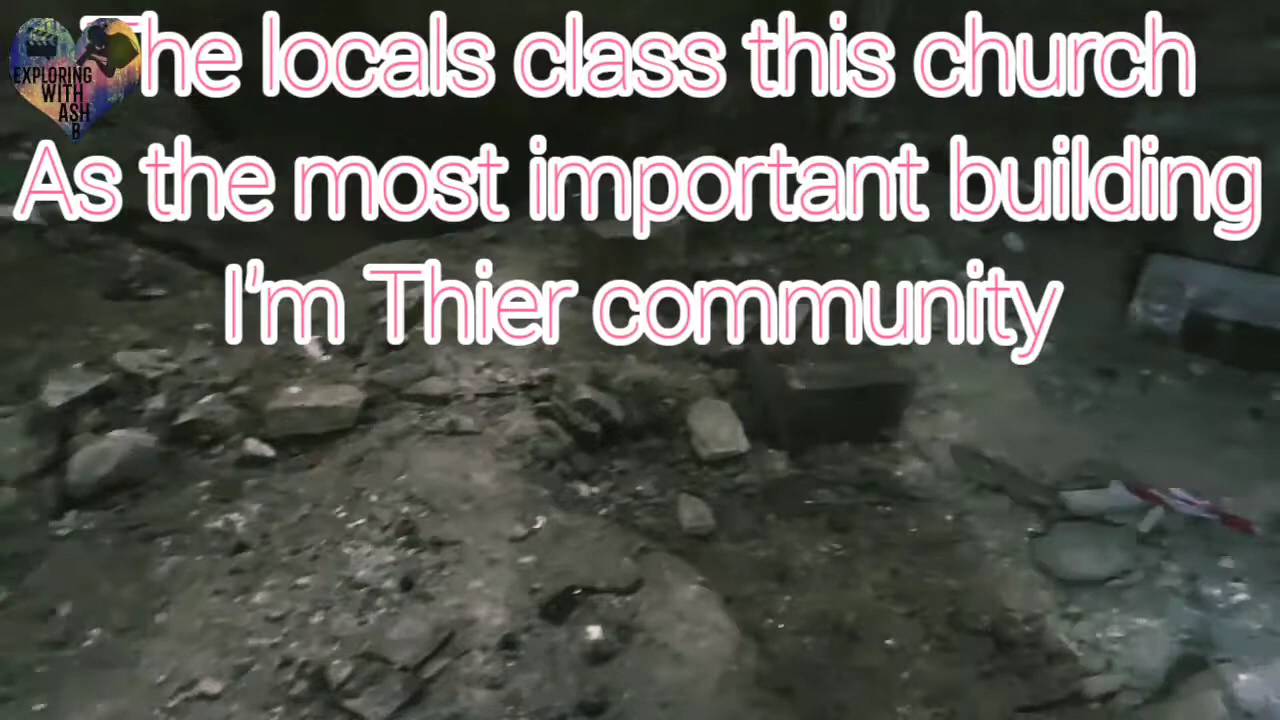 The locals class this church
As the most important building
I'm Thier community
EXPLORING
WITH
ASH
B